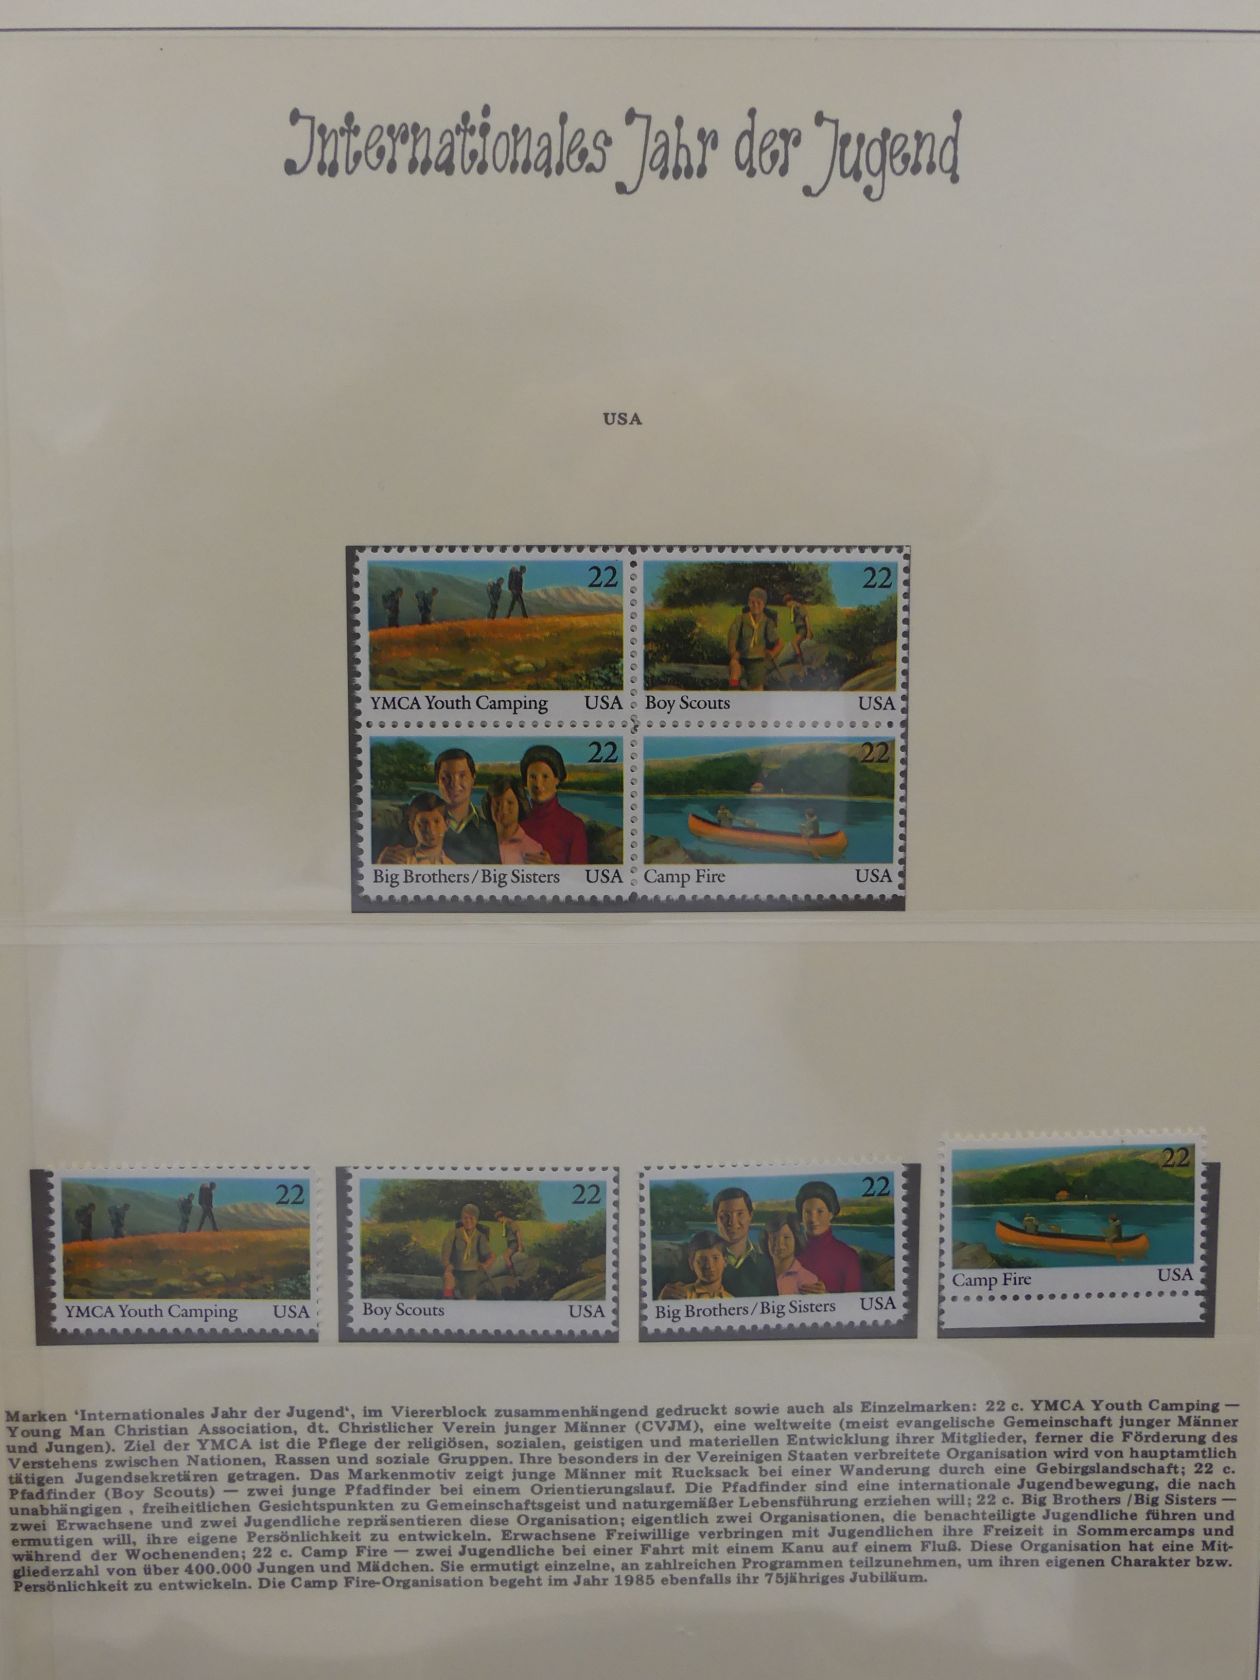 Internationales Jahr der Jugend
USA
22
YMCA Youth Camping USA
22
Boy Scouts USA
22
Big Brothers/Big Sisters USA
22
Camp Fire USA
22
YMCA Youth Camping USA
22
Boy Scouts USA
22
Big Brothers/Big Sisters USA
22
Camp Fire USA
Marken 'Internationales Jahr der Jugend', im Viererblock zusammenhängend gedruckt sowie auch als Einzelmarken: 22 c. YMCA Youth Camping —
Young Man Christian Association, dt. Christlicher Verein junger Männer (CVJM), eine weltweite (meist evangelische Gemeinschaft junger Männer
und Jungen). Ziel der YMCA ist die Pflege der religiösen, sozialen, geistigen und materiellen Entwicklung ihrer Mitglieder, ferner die Förderung des
Verstehens zwischen Nationen, Rassen und soziale Gruppen. Ihre besonders in der Vereinigen Staaten verbreitete Organisation wird von hauptamtlich
tätigen Jugendsekretären getragen. Das Markenmotiv zeigt junge Männer mit Rucksack bei einer Wanderung durch eine Gebirgslandschaft; 22 c.
Pfadfinder (Boy Scouts) — zwei junge Pfadfinder bei einem Orientierungslauf. Die Pfadfinder sind eine internationale Jugendbewegung, die nach
unabhängigen , freiheitlichen Gesichtspunkten zu Gemeinschaftsgeist und naturgemäßer Lebensführung erziehen will; 22 c. Big Brothers /Big Sisters —
zwei Erwachsene und zwei Jugendliche repräsentieren diese Organisation; eigentlich zwei Organisationen, die benachteiligte Jugendliche führen und
ermutigen will, ihre eigene Persönlichkeit zu entwickeln. Erwachsene Freiwillige verbringen mit Jugendlichen ihre Freizeit in Sommercamps und
während der Wochenenden; 22 c. Camp Fire — zwei Jugendliche bei einer Fahrt mit einem Kanu auf einem Fluß. Diese Organisation hat eine Mit-
gliederzahl von über 400.000 Jungen und Mädchen. Sie ermutigt einzelne, an zahlreichen Programmen teilzunehmen, um ihren eigenen Charakter bzw.
Persönlichkeit zu entwickeln. Die Camp Fire-Organisation begeht im Jahr 1985 ebenfalls ihr 75jähriges Jubiläum.